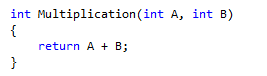 int Multiplication(int A, int B)
{
    return A + B;
}